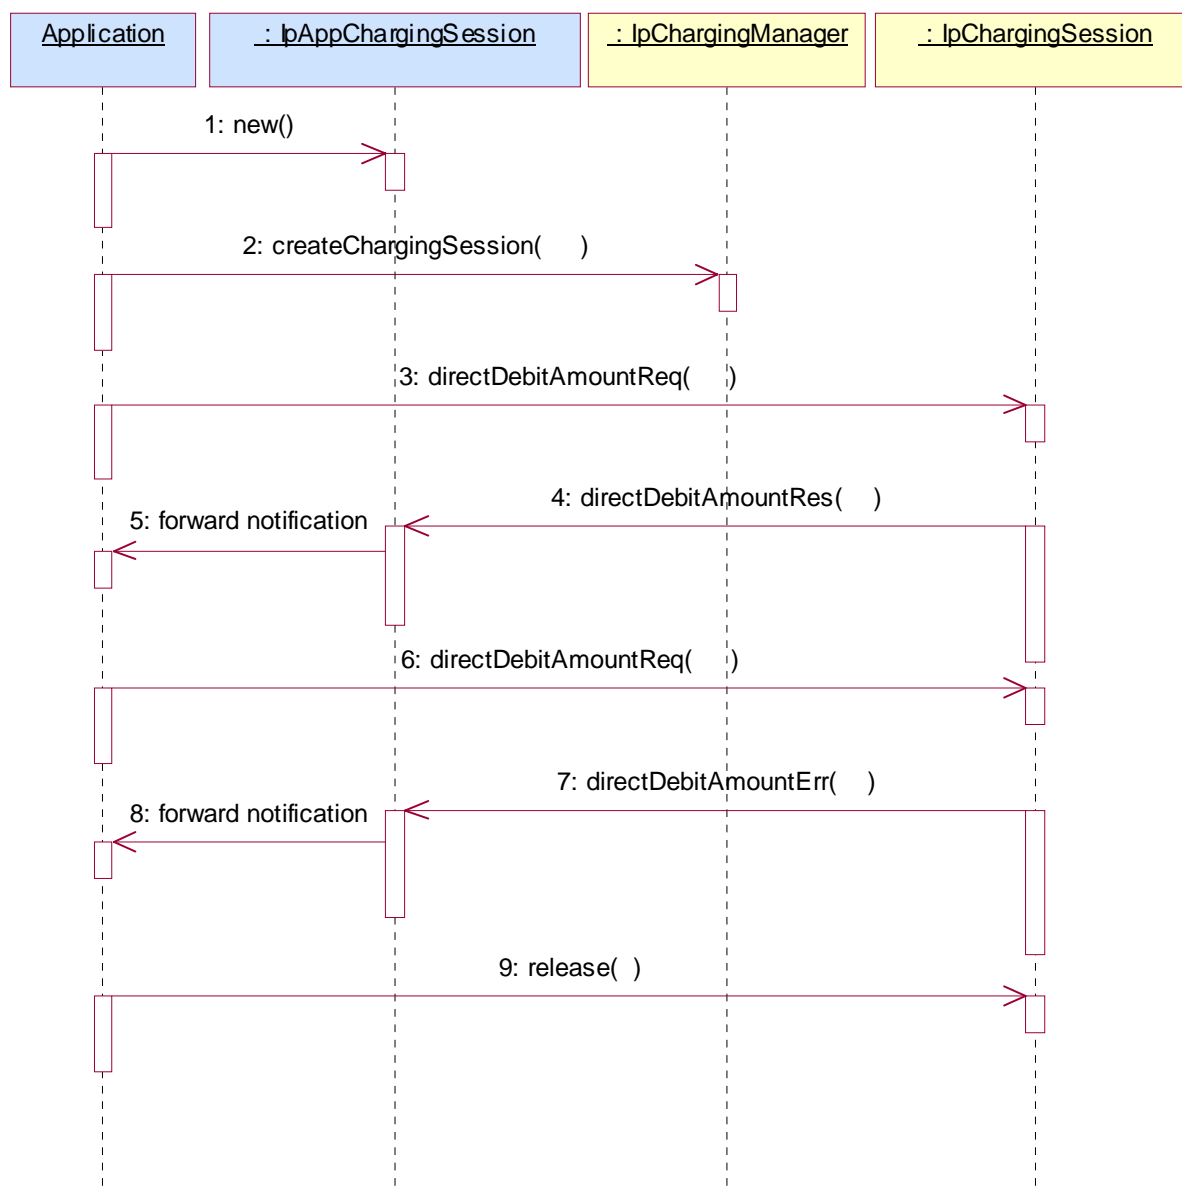 Application
: IpAppChargingSession
: IpChargingManager
: IpChargingSession
1: new()
2: createChargingSession( )
3: directDebitAmountReq( )
4: directDebitAmountRes( )
5: forward notification
6: directDebitAmountReq( )
7: directDebitAmountErr( )
8: forward notification
9: release( )